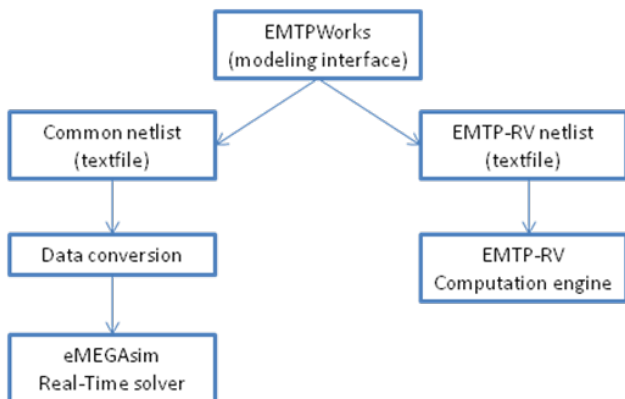 EMTPWorks
(modeling interface)
Common netlist
(textfile)
EMTP-RV netlist
(textfile)
Data conversion
EMTP-RV
Computation engine
eMEGAsim
Real-Time solver